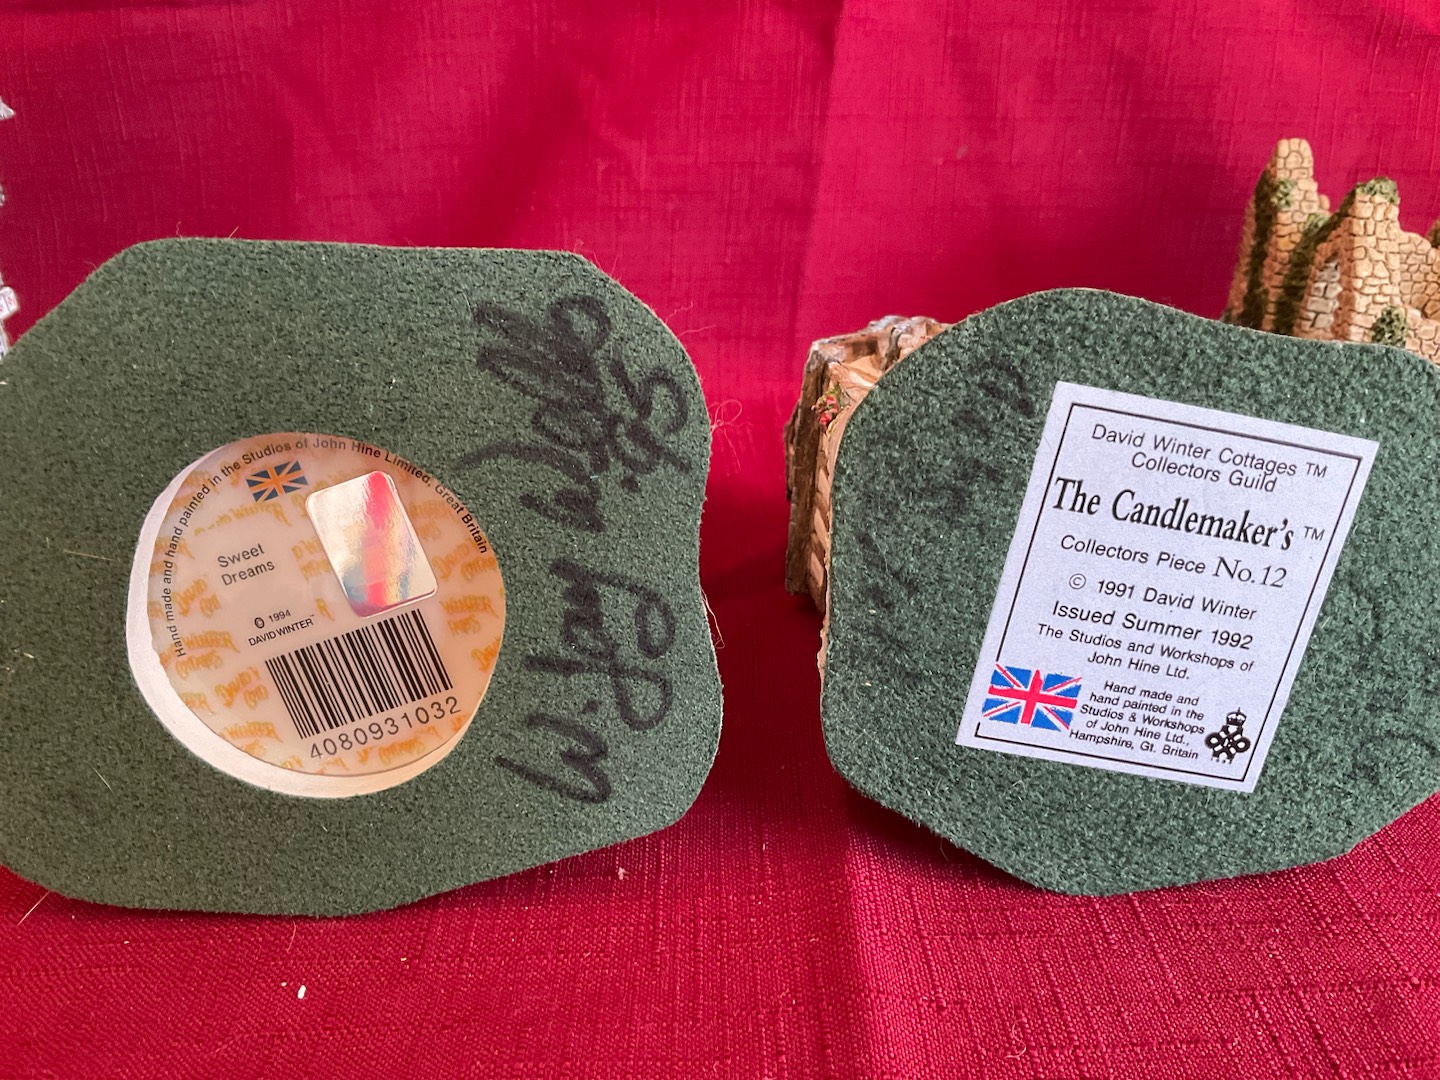 Hand made and hand painted in the Studios of John Hine Limited, Great Britain
Sweet
Dreams
© 1994
DAVID WINTER™
4080931032
W. Jay
.95
David Winter Cottages ™
Collectors Guild
The Candlemaker's ™
Collectors Piece No.12
© 1991 David Winter
Issued Summer 1992
The Studios and Workshops of
John Hine Ltd.
Hand made and
hand painted in the
Studios & Workshops
of John Hine Ltd.,
Hampshire, Gt. Britain